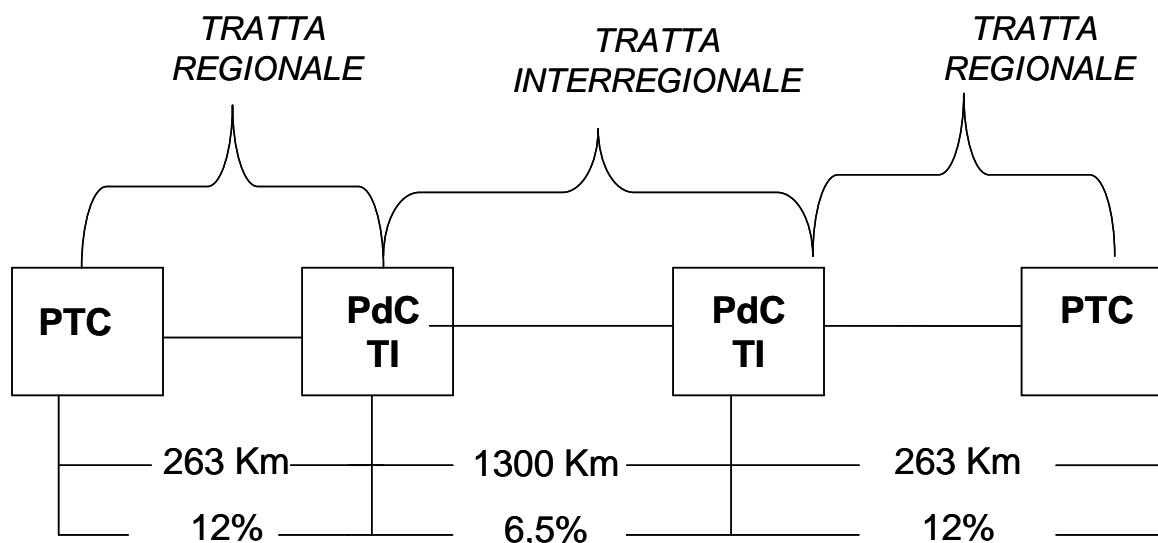 TRATTA
REGIONALE
TRATTA
INTERREGIONALE
TRATTA
REGIONALE
PTC
PdC
TI
PdC
TI
PTC
263 Km
1300 Km
263 Km
12%
6,5%
12%